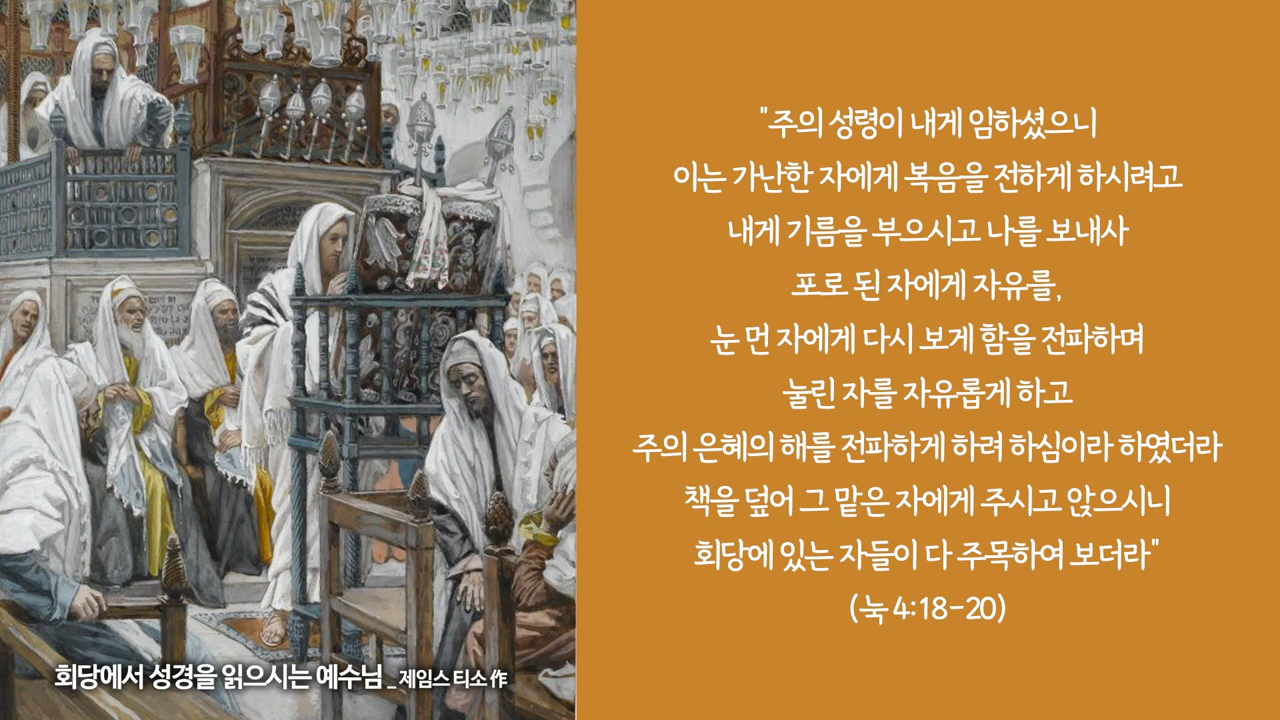 "주의 성령이 내게 임하셨으니
이는 가난한 자에게 복음을 전하게 하시려고
내게 기름을 부으시고 나를 보내사
포로 된 자에게 자유를,
눈 먼 자에게 다시 보게 함을 전파하며
눌린 자를 자유롭게 하고
주의 은혜의 해를 전파하게 하려 하심이라 하였더라
책을 덮어 그 맡은 자에게 주시고 앉으시니
회당에 있는 자들이 다 주목하여 보더라"
(눅 4:18-20)
회당에서 성경을 읽으시는 예수님 _ 제임스 티소 作